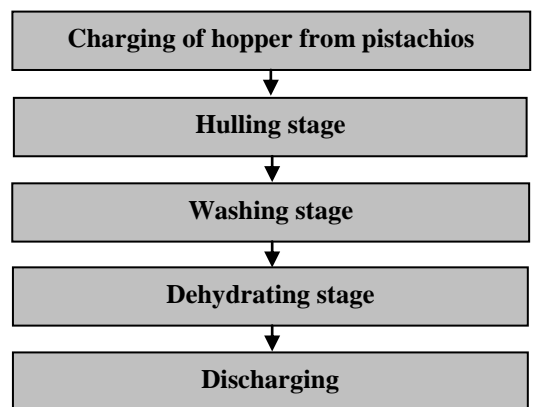 Charging of hopper from pistachios
Hulling stage
Washing stage
Dehydrating stage
Discharging